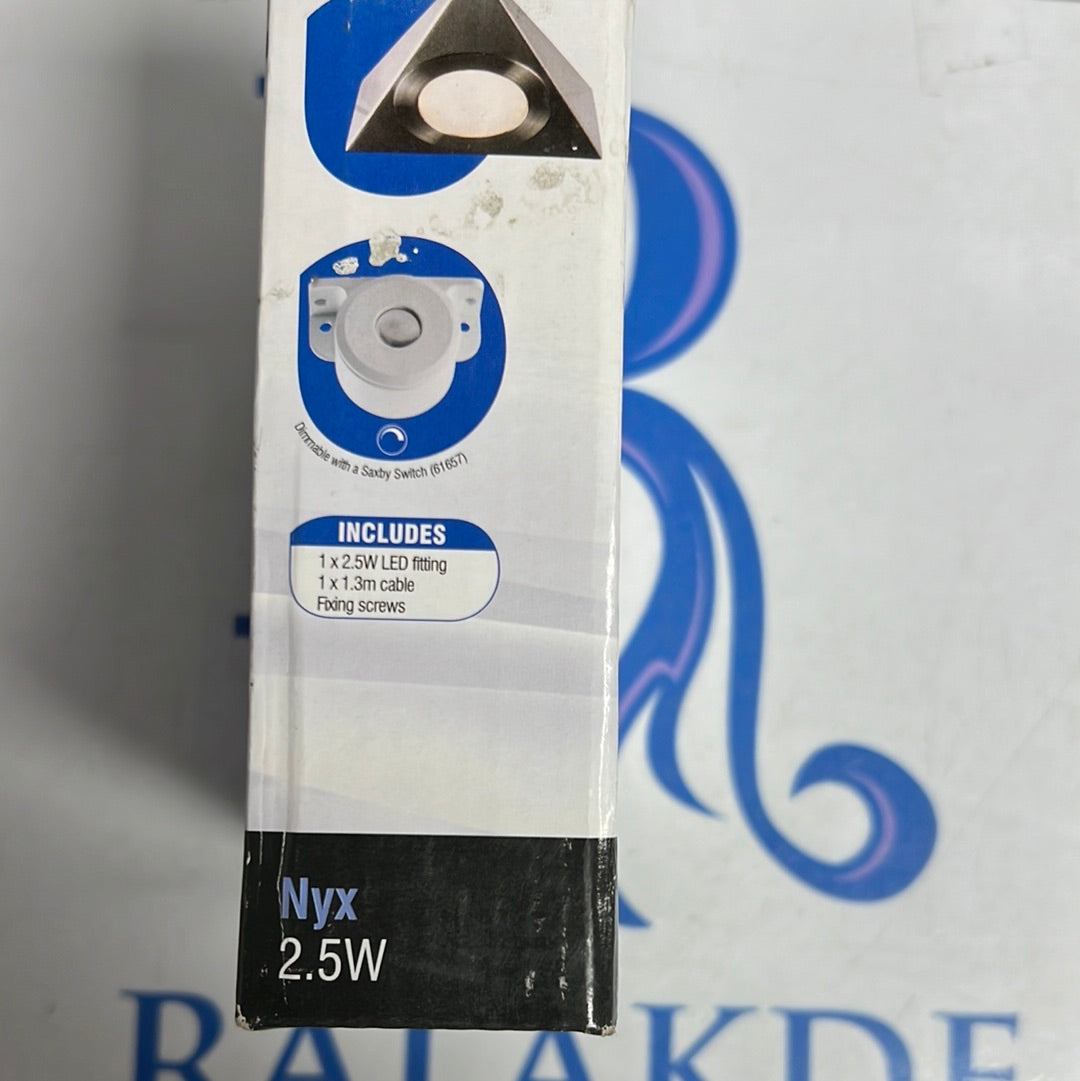 Dimmable with a Saxby Switch (61657)
INCLUDES
1 x 2.5W LED fitting
1 x 1.3m cable
Fixing screws
Nyx
2.5W